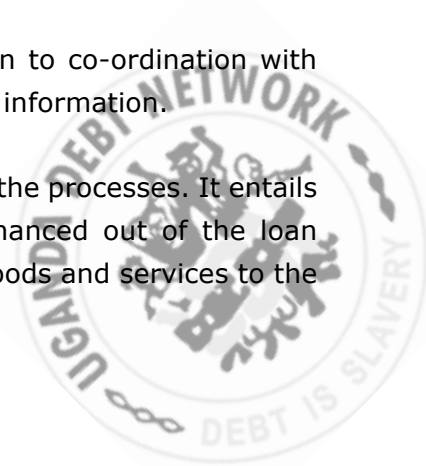 n to co-ordination with
information.
the processes. It entails
nanced out of the loan
oods and services to the
UGANDA DEBT NETWORK
DEBT IS SLAVERY